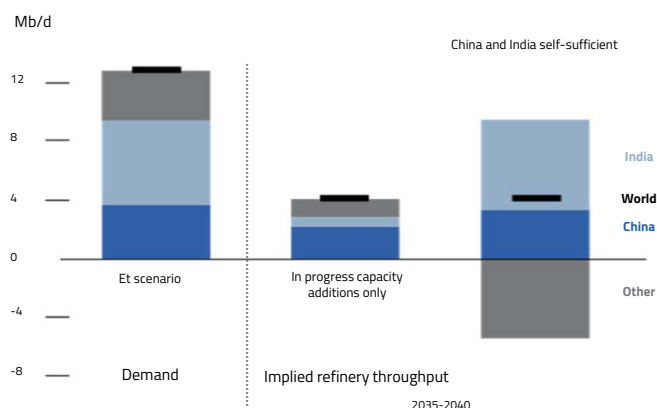 Mb/d
China and India self-sufficient
12
8
India
4
World
China
0
Et scenario
In progress capacity
additions only
Other
-4
-8
Demand
Implied refinery throughput
2035-2040